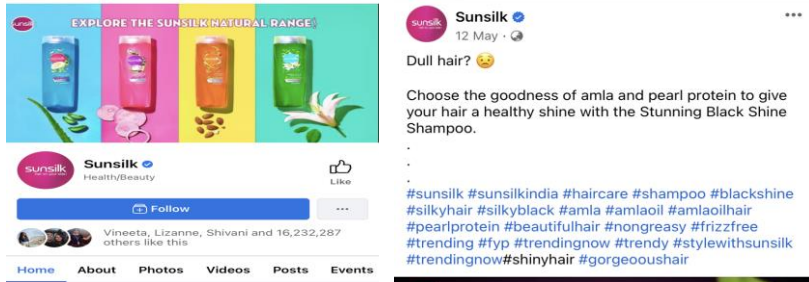 sunsilk
EXPLORE THE SUNSILK NATURAL RANGE!
sunsilk
Sunsilk
Health/Beauty
Like
Follow
...
Vineeta, Lizanne, Shivani and 16,232,287
others like this
Home About Photos Videos Posts Events
sunsilk
Sunsilk
12 May ·
...
Dull hair? 😟
Choose the goodness of amla and pearl protein to give
your hair a healthy shine with the Stunning Black Shine
Shampoo.
.
.
.
#sunsilk #sunsilkindia #haircare #shampoo #blackshine
#silkyhair #silkyblack #amla #amlaoil #amlaoilhair
#pearlprotein #beautifulhair #nongreasy #frizzfree
#trending #fyp #trendingnow #trendy #stylewithsunsilk
#trendingnow#shinyhair #gorgeooushair